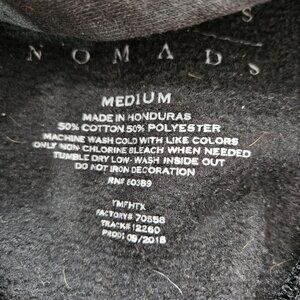 S
NOMADS
MEDIUM
MADE IN HONDURAS
50% COTTON 50% POLYESTER
MACHINE WASH COLD WITH LIKE COLORS
ONLY NON-CHLORINE BLEACH WHEN NEEDED
TUMBLE DRY LOW-WASH INSIDE OUT
DO NOT IRON DECORATION
RN# 60389
YMFHTX
FACTORY# 70558
TRACK# 12260
PROD: 09/2018